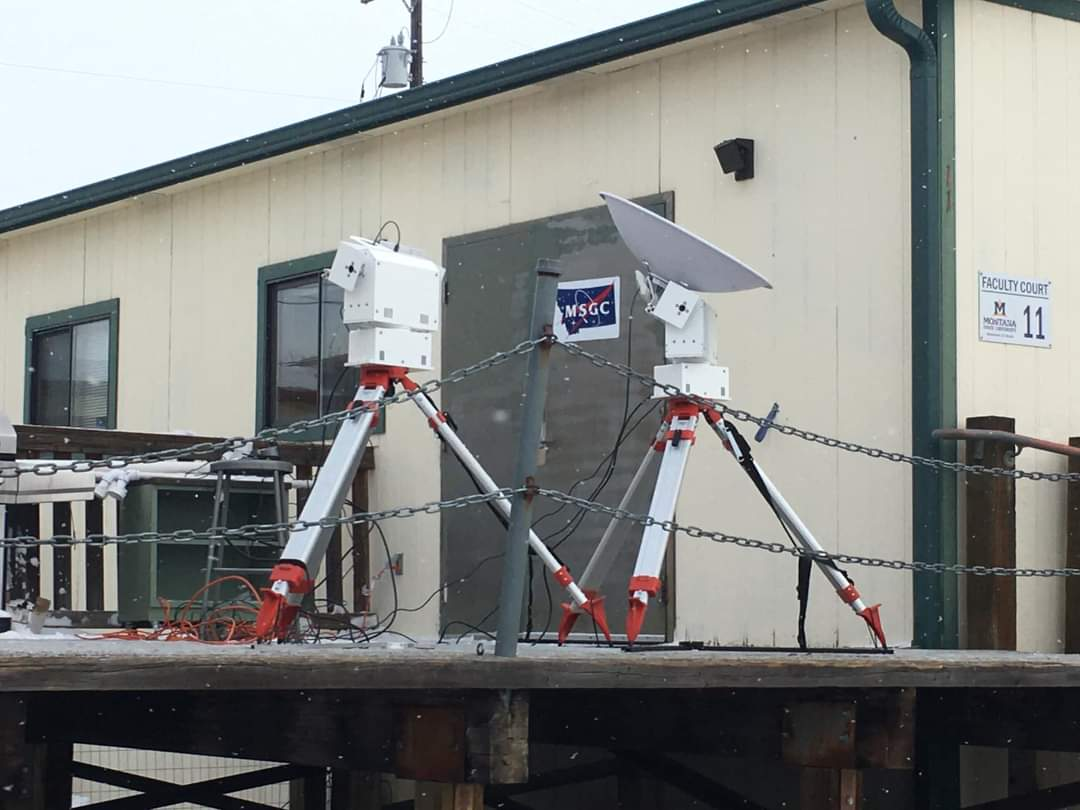 MSGC
FACULTY COURT
MONTANA
STATE UNIVERSITY
11